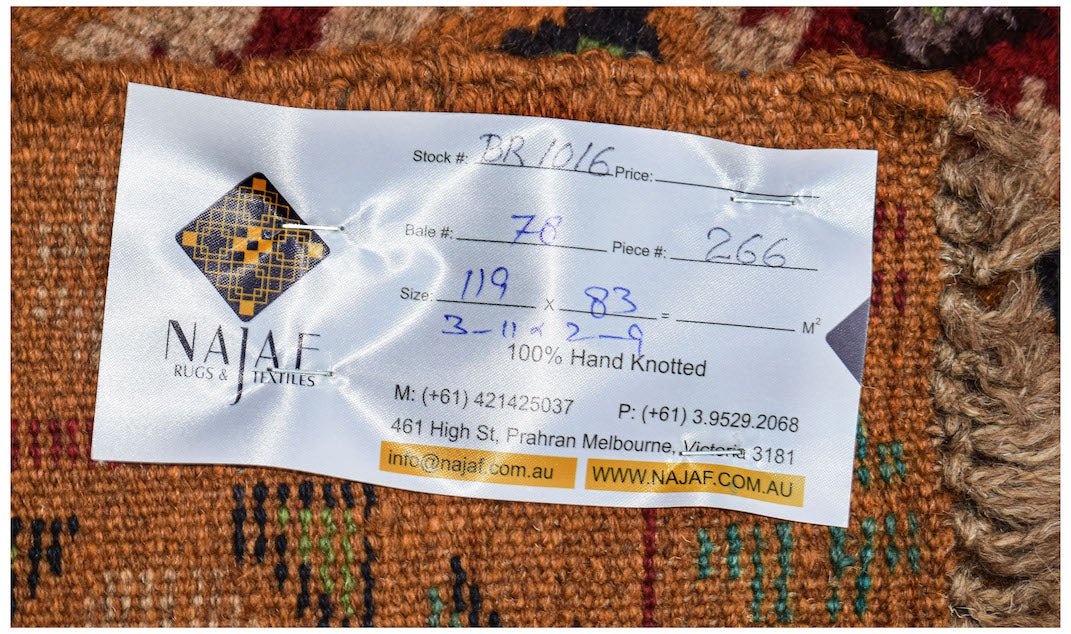 NAJAF
RUGS & TEXTILES
Stock #: BR 1016 Price:
Bale #: 78 Piece #: 266
Size: 119 X 83 = M²
3-11 x 2-9
100% Hand Knotted
M: (+61) 421425037 P: (+61) 3.9529.2068
461 High St, Prahran Melbourne, Victoria 3181
info@najaf.com.au WWW.NAJAF.COM.AU